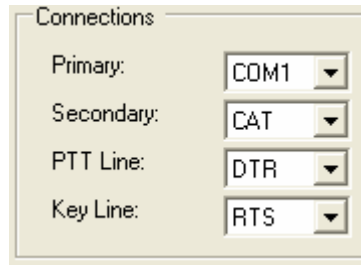 Connections
Primary: COM1
Secondary: CAT
PTT Line: DTR
Key Line: RTS